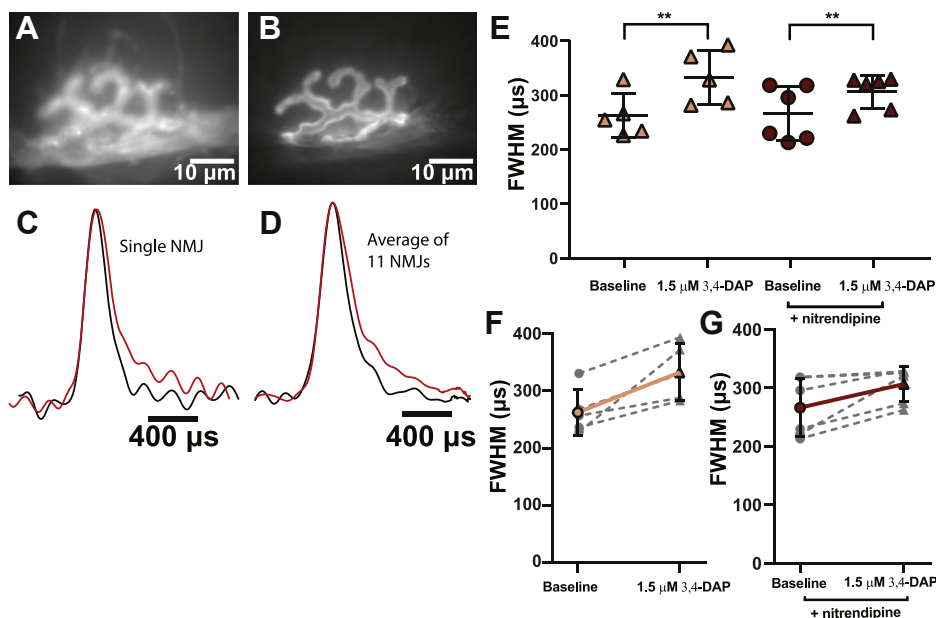 A
10 µm
B
10 µm
C
Single NMJ
400 µs
D
Average of
11 NMJs
400 µs
E
FWHM (µs)
400
300
200
100
0
**
**
Baseline
1.5 µM 3,4-DAP
Baseline
1.5 µM 3,4-DAP
+ nitrendipine
F
FWHM (µs)
400
300
200
100
0
Baseline
1.5 µM 3,4-DAP
G
FWHM (µs)
400
300
200
100
0
Baseline
1.5 µM 3,4-DAP
+ nitrendipine